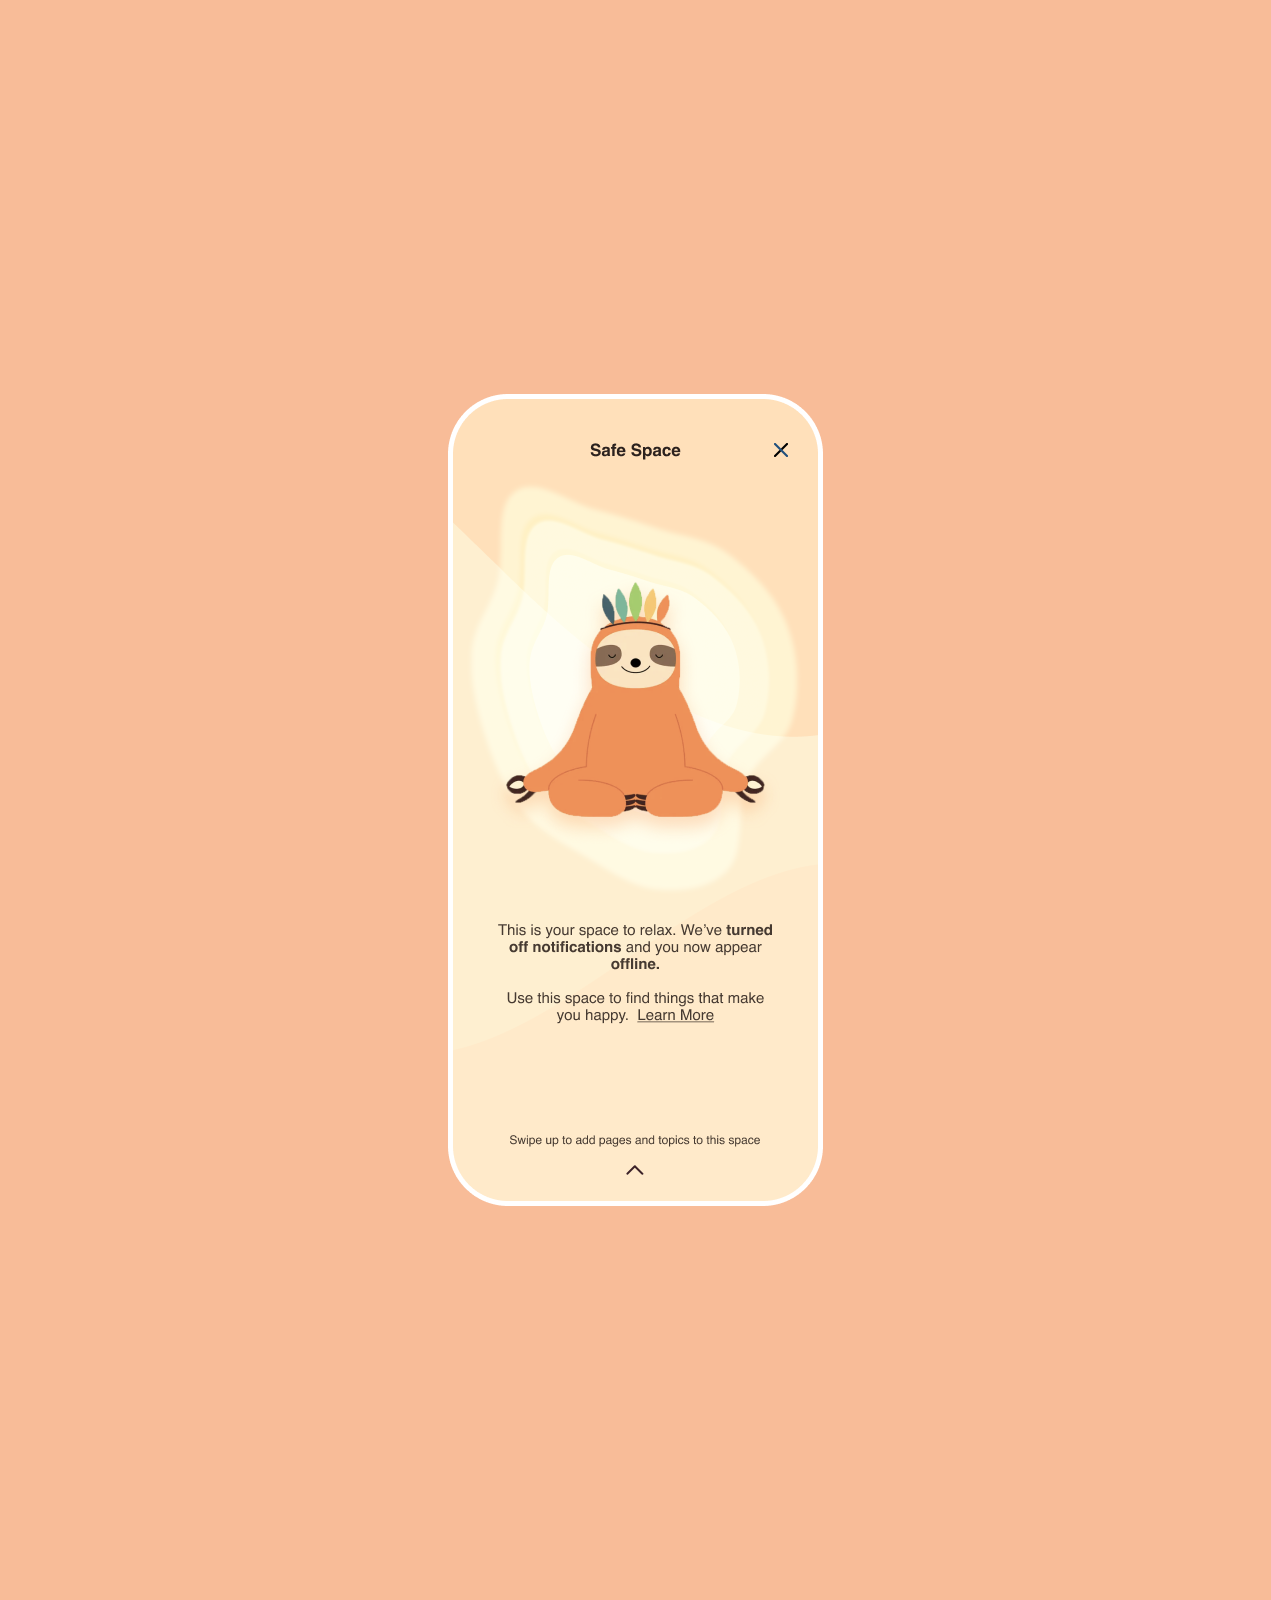 Safe Space
This is your space to relax. We’ve turned
off notifications and you now appear
offline.
Use this space to find things that make
you happy. Learn More
Swipe up to add pages and topics to this space